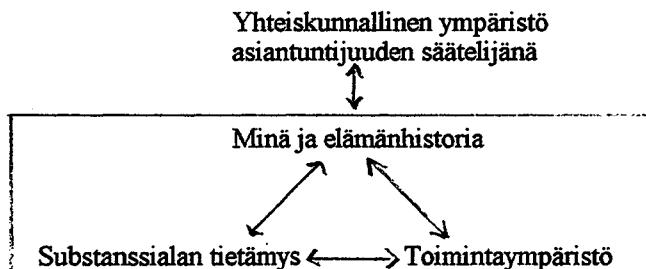 Yhteiskunnallinen ympäristö
asiantuntijuuden säätelijänä
Minä ja elämänhistoria
Substanssialan tietämys
Toimintaympäristö